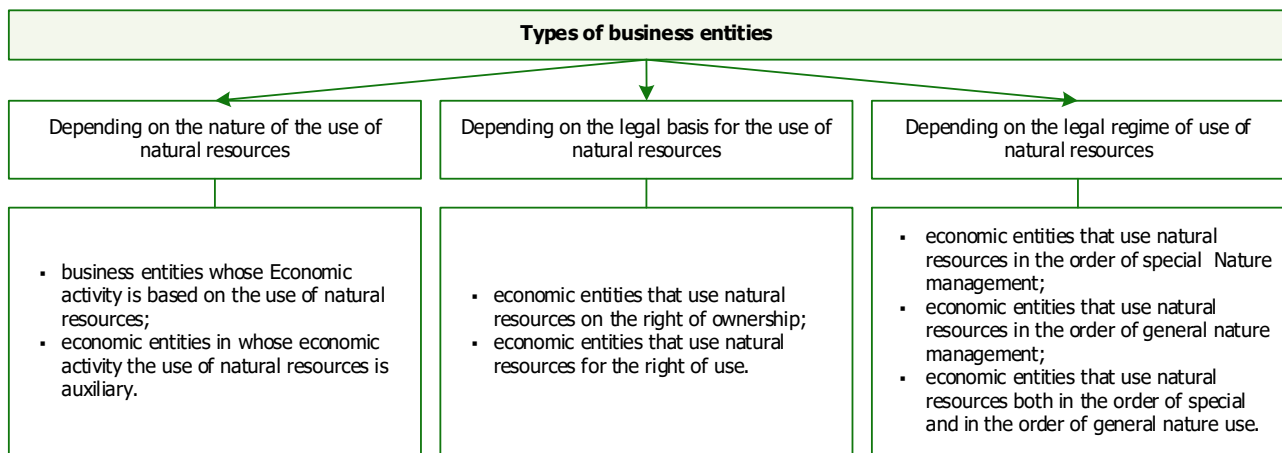 Types of business entities
Depending on the nature of the use of
natural resources
Depending on the legal basis for the use of
natural resources
Depending on the legal regime of use of
natural resources
▪ business entities whose Economic
activity is based on the use of natural
resources;
▪ economic entities in whose economic
activity the use of natural resources is
auxiliary.
▪ economic entities that use natural
resources on the right of ownership;
▪ economic entities that use natural
resources for the right of use.
▪ economic entities that use natural
resources in the order of special Nature
management;
▪ economic entities that use natural
resources in the order of general nature
management;
▪ economic entities that use natural
resources both in the order of special
and in the order of general nature use.